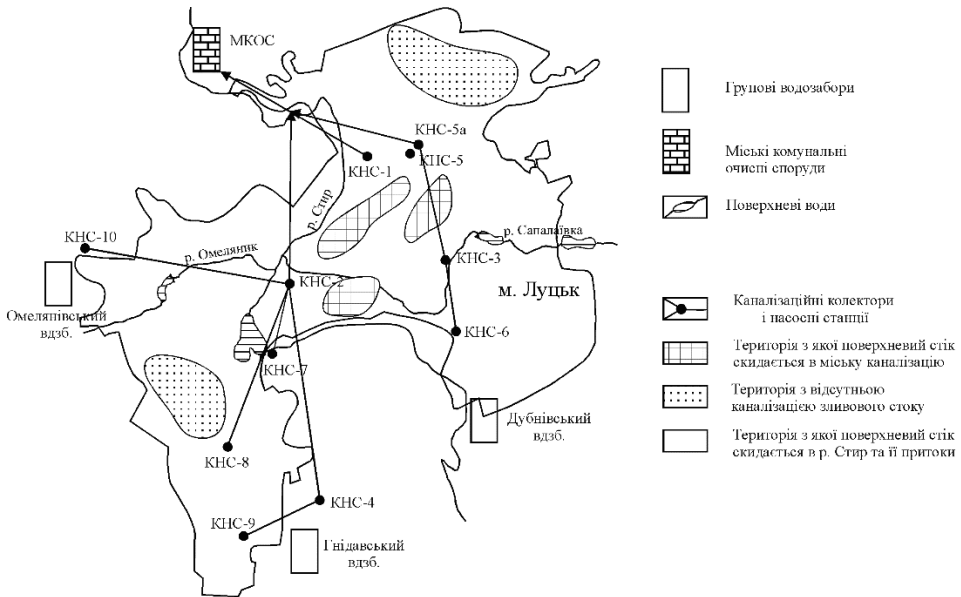 МКОС
КНС-5а
КНС-5
КНС-1
р. Стир
КНС-10
р. Омеляник
р. Сапалаївка
КНС-3
КНС-2
м. Луцьк
Омелянівський
вдзб.
КНС-6
КНС-7
Дубнівський
вдзб.
КНС-8
КНС-4
КНС-9
Гнідавський
вдзб.
Групові водозабори
Міські комунальні
очисні споруди
Поверхневі води
Каналізаційні колектори
і насосні станції
Територія з якої поверхневий стік
скидається в міську каналізацію
Територія з відсутньою
каналізацією зливового стоку
Територія з якої поверхневий стік
скидається в р. Стир та її притоки